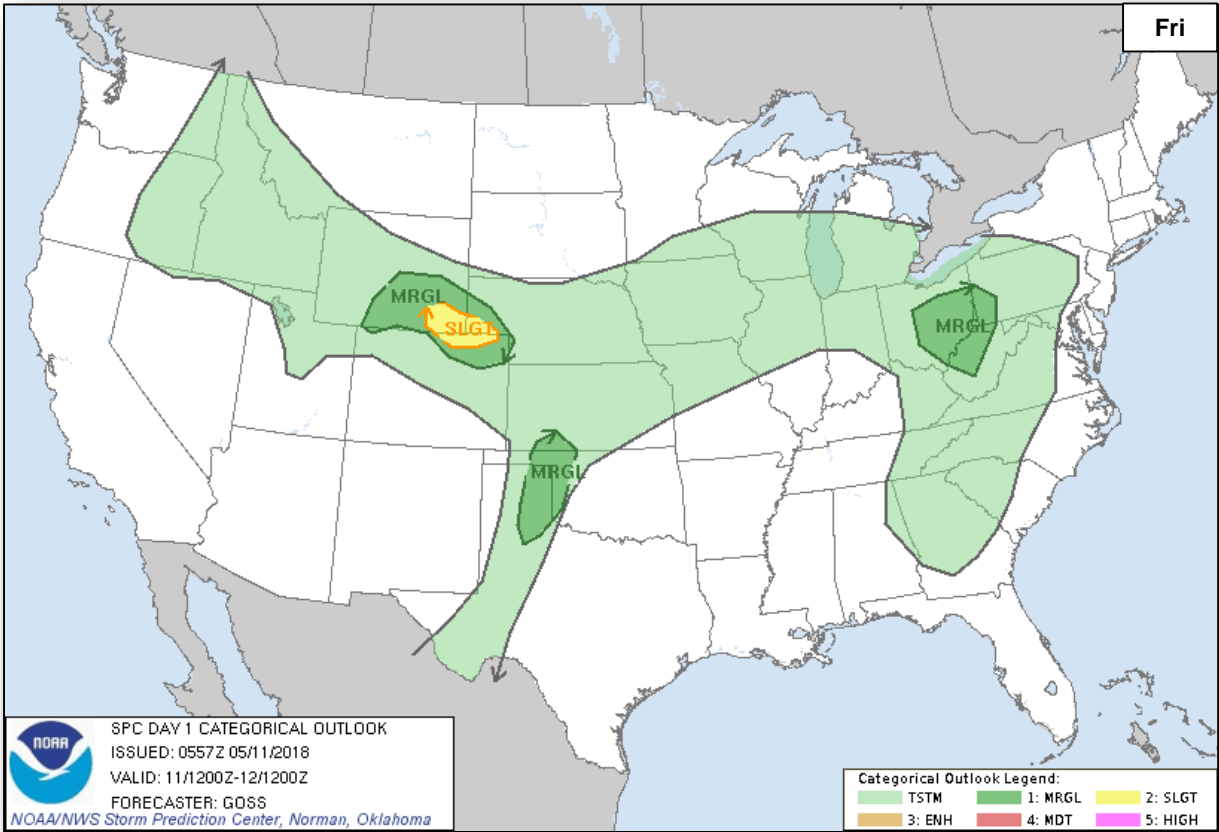 Fri
MRGL
SLGT
MRGL
MRGL
NOAA
SPC DAY 1 CATEGORICAL OUTLOOK
ISSUED: 0557Z 05/11/2018
VALID: 11/1200Z-12/1200Z
FORECASTER: GOSS
NOAA/NWS Storm Prediction Center, Norman, Oklahoma
Categorical Outlook Legend:
TSTM 1: MRGL 2: SLGT
3: ENH 4: MDT 5: HIGH